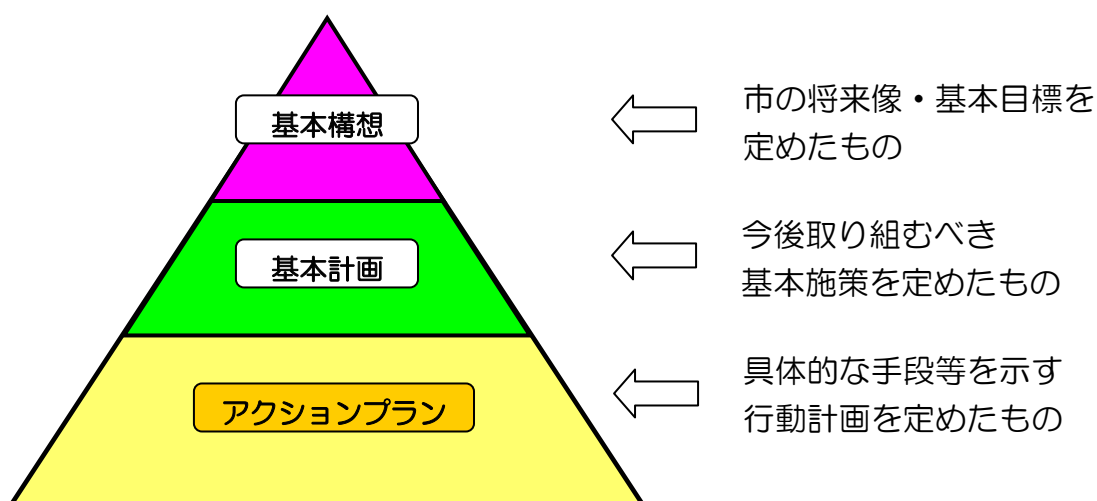 基本構想
市の将来像・基本目標を
定めたもの
基本計画
今後取り組むべき
基本施策を定めたもの
アクションプラン
具体的な手段等を示す
行動計画を定めたもの